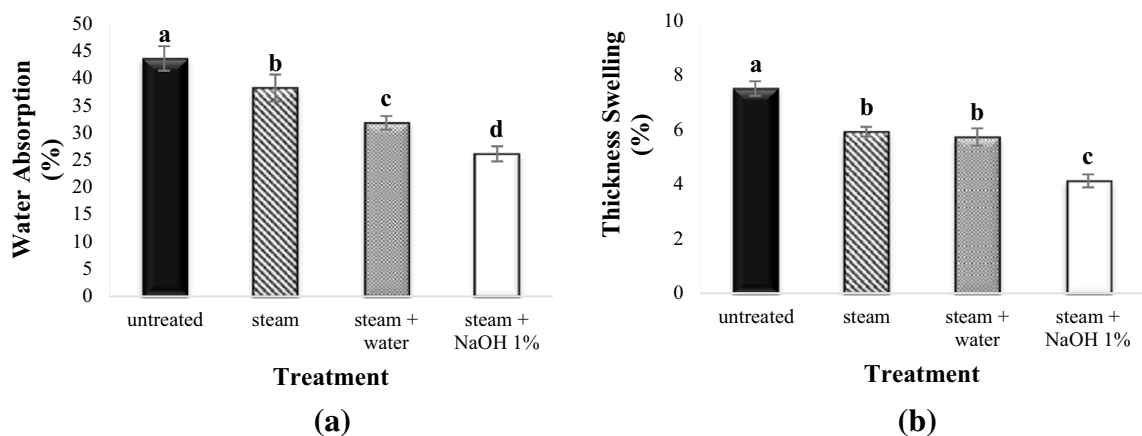 Water Absorption
(%)
50
45
40
35
30
25
20
15
10
5
0
a
b
c
d
untreated
steam
steam +
water
steam +
NaOH 1%
Treatment
(a)
Thickness Swelling
(%)
10
8
6
4
2
0
a
b
b
c
untreated
steam
steam +
water
steam +
NaOH 1%
Treatment
(b)